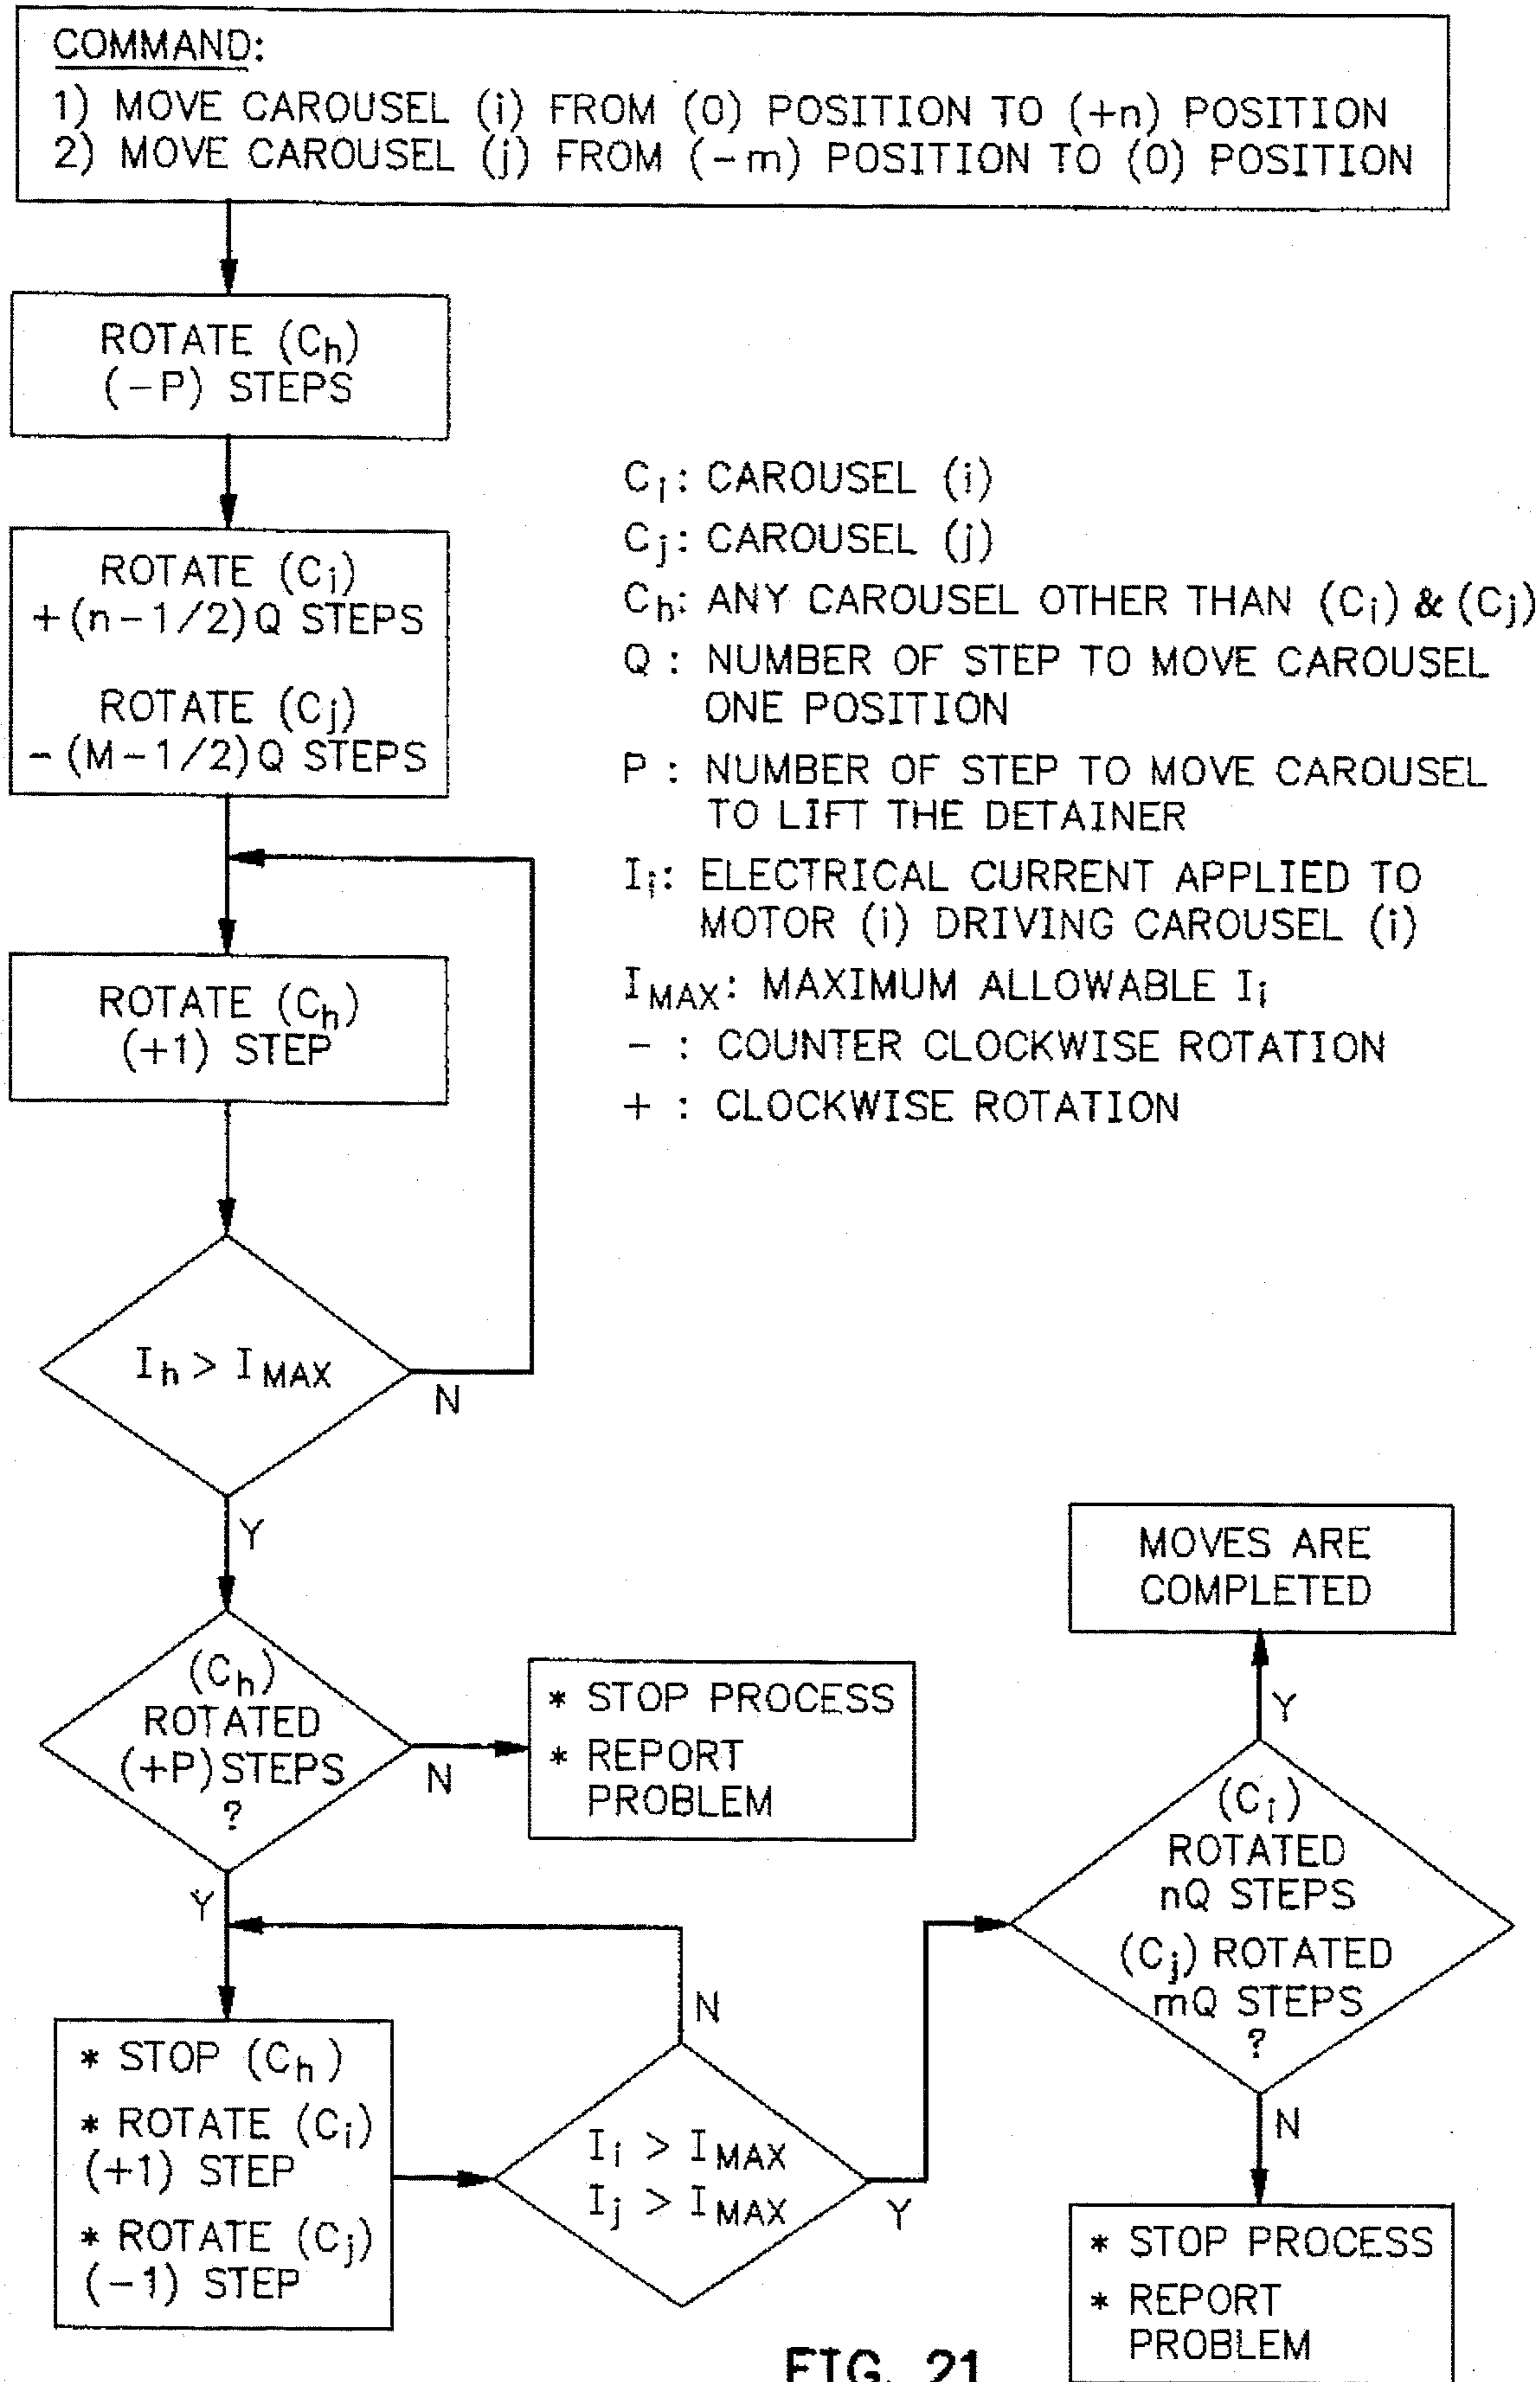 COMMAND:
1) MOVE CAROUSEL (i) FROM (0) POSITION TO (+n) POSITION
2) MOVE CAROUSEL (j) FROM (-m) POSITION TO (0) POSITION
ROTATE (Ch)
(-P) STEPS
ROTATE (Ci)
+(n-1/2)Q STEPS
ROTATE (Cj)
-(M-1/2)Q STEPS
Ci: CAROUSEL (i)
Cj: CAROUSEL (j)
Ch: ANY CAROUSEL OTHER THAN (Ci) & (Cj)
Q : NUMBER OF STEP TO MOVE CAROUSEL
ONE POSITION
P : NUMBER OF STEP TO MOVE CAROUSEL
TO LIFT THE DETAINER
Ii: ELECTRICAL CURRENT APPLIED TO
MOTOR (i) DRIVING CAROUSEL (i)
IMAX: MAXIMUM ALLOWABLE Ii
- : COUNTER CLOCKWISE ROTATION
+ : CLOCKWISE ROTATION
ROTATE (Ch)
(+1) STEP
Ih > IMAX
N
Y
(Ch)
ROTATED
(+P) STEPS
?
N
* STOP PROCESS
* REPORT
PROBLEM
Y
* STOP (Ch)
* ROTATE (Ci)
(+1) STEP
* ROTATE (Cj)
(-1) STEP
Ii > IMAX
Ij > IMAX
N
Y
(Ci)
ROTATED
nQ STEPS
(Cj) ROTATED
mQ STEPS
?
Y
MOVES ARE
COMPLETED
N
* STOP PROCESS
* REPORT
PROBLEM
FIG. 21